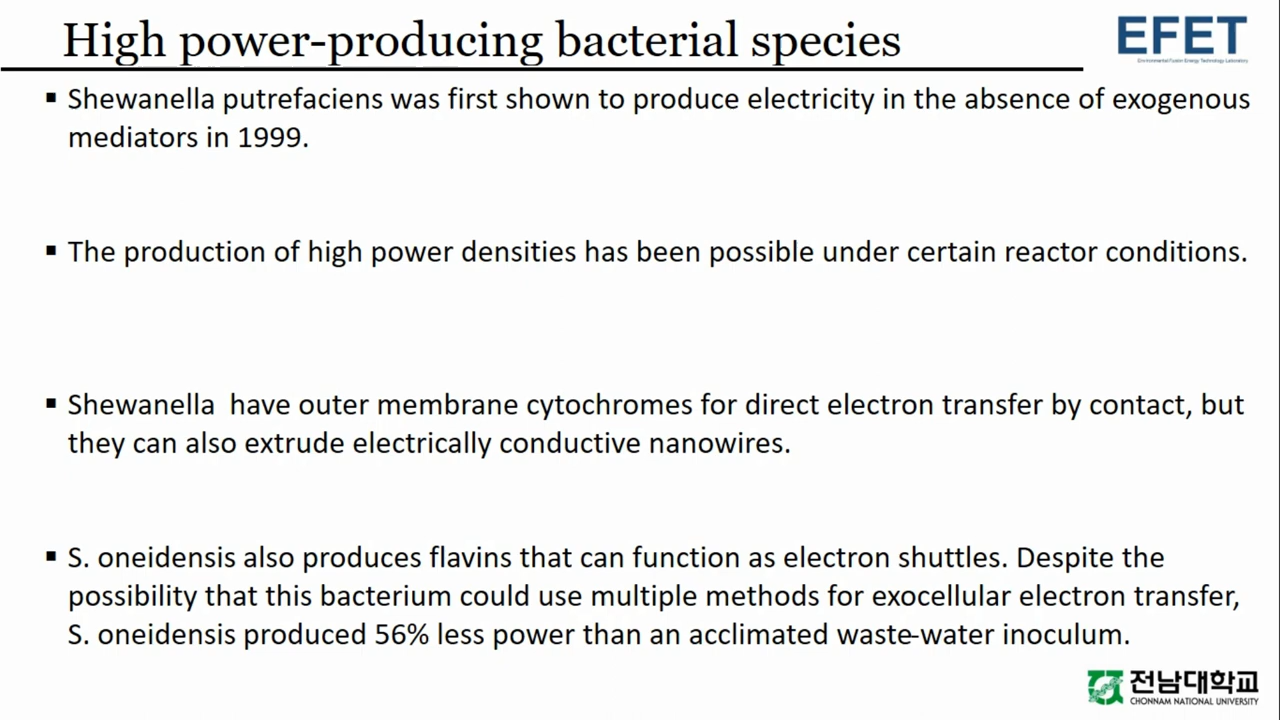 High power-producing bacterial species
EFET
Environmental Fusion Energy Technology Laboratory
▪ Shewanella putrefaciens was first shown to produce electricity in the absence of exogenous
mediators in 1999.
▪ The production of high power densities has been possible under certain reactor conditions.
▪ Shewanella  have outer membrane cytochromes for direct electron transfer by contact, but
they can also extrude electrically conductive nanowires.
▪ S. oneidensis also produces flavins that can function as electron shuttles. Despite the
possibility that this bacterium could use multiple methods for exocellular electron transfer,
S. oneidensis produced 56% less power than an acclimated waste-water inoculum.
전남대학교
CHONNAM NATIONAL UNIVERSITY